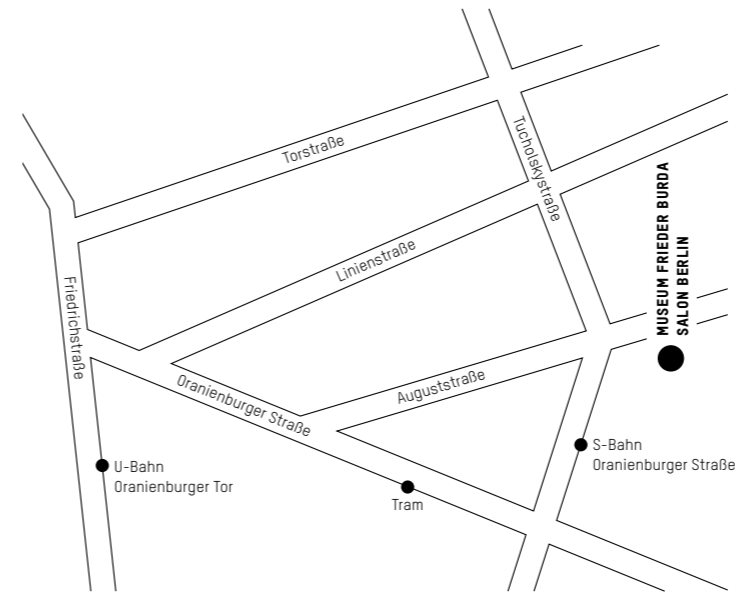 Torstraße
Tucholskystraße
MUSEUM FRIEDER BURDA
SALON BERLIN
Linienstraße
Friedrichstraße
Auguststraße
Oranienburger Straße
S-Bahn
Oranienburger Straße
U-Bahn
Oranienburger Tor
Tram